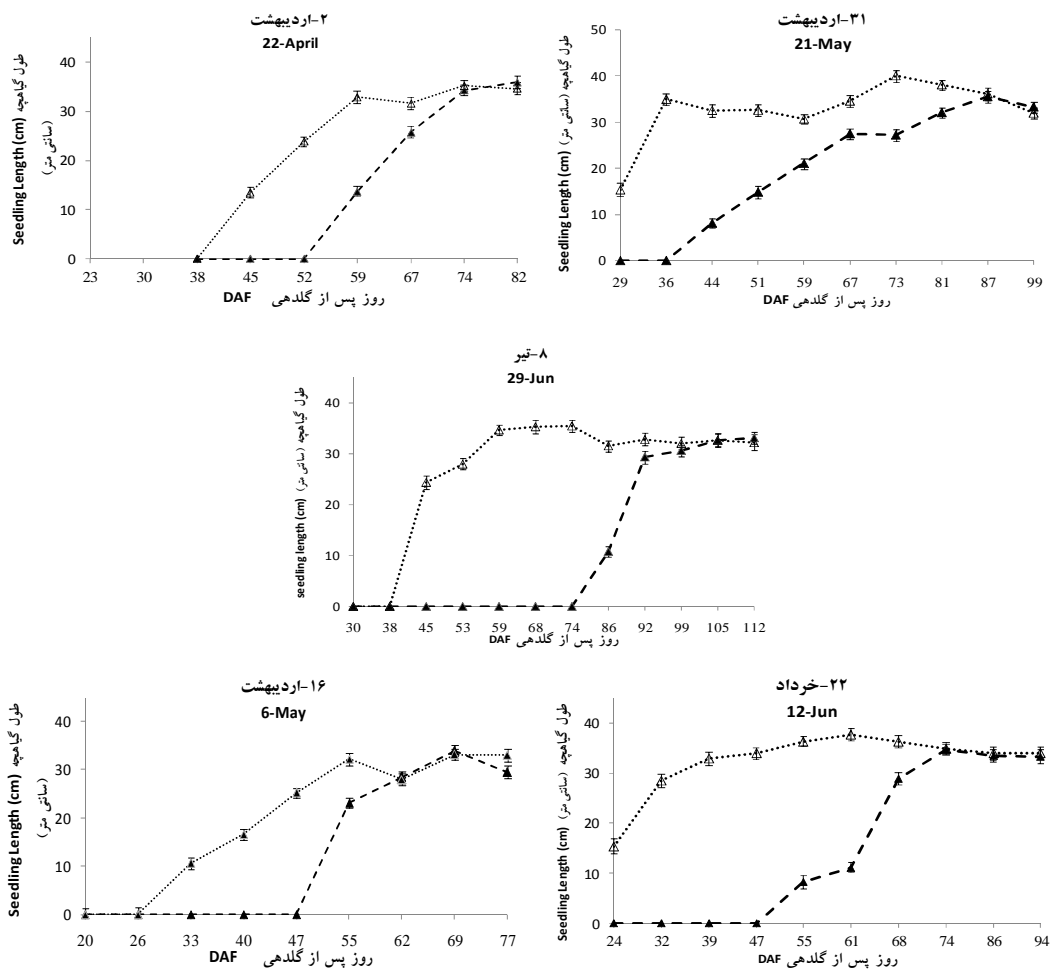 ۲-اردیبهشت
22-April
Seedling Length (cm) طول گیاهچه
(سانتی متر)
40
30
20
10
0
23 30 38 45 52 59 67 74 82
DAF روز پس از گلدهی
۳۱-اردیبهشت
21-May
Seedling Length (cm) طول گیاهچه (سانتی متر)
50
40
30
20
10
0
29 36 44 51 59 67 73 81 87 99
DAF روز پس از گلدهی
۸-تیر
29-Jun
seedling length (cm) طول گیاهچه (سانتی متر)
40
30
20
10
0
30 38 45 53 59 68 74 86 92 99 105 112
DAF روز پس از گلدهی
۱۶-اردیبهشت
6-May
Seedling Length (cm) طول گیاهچه
(سانتی متر)
40
30
20
10
0
20 26 33 40 47 55 62 69 77
DAF روز پس از گلدهی
۲۲-خرداد
12-Jun
Seedling Length (cm) طول گیاهچه (سانتی متر)
40
30
20
10
0
24 32 39 47 55 61 68 74 86 94
DAF روز پس از گلدهی